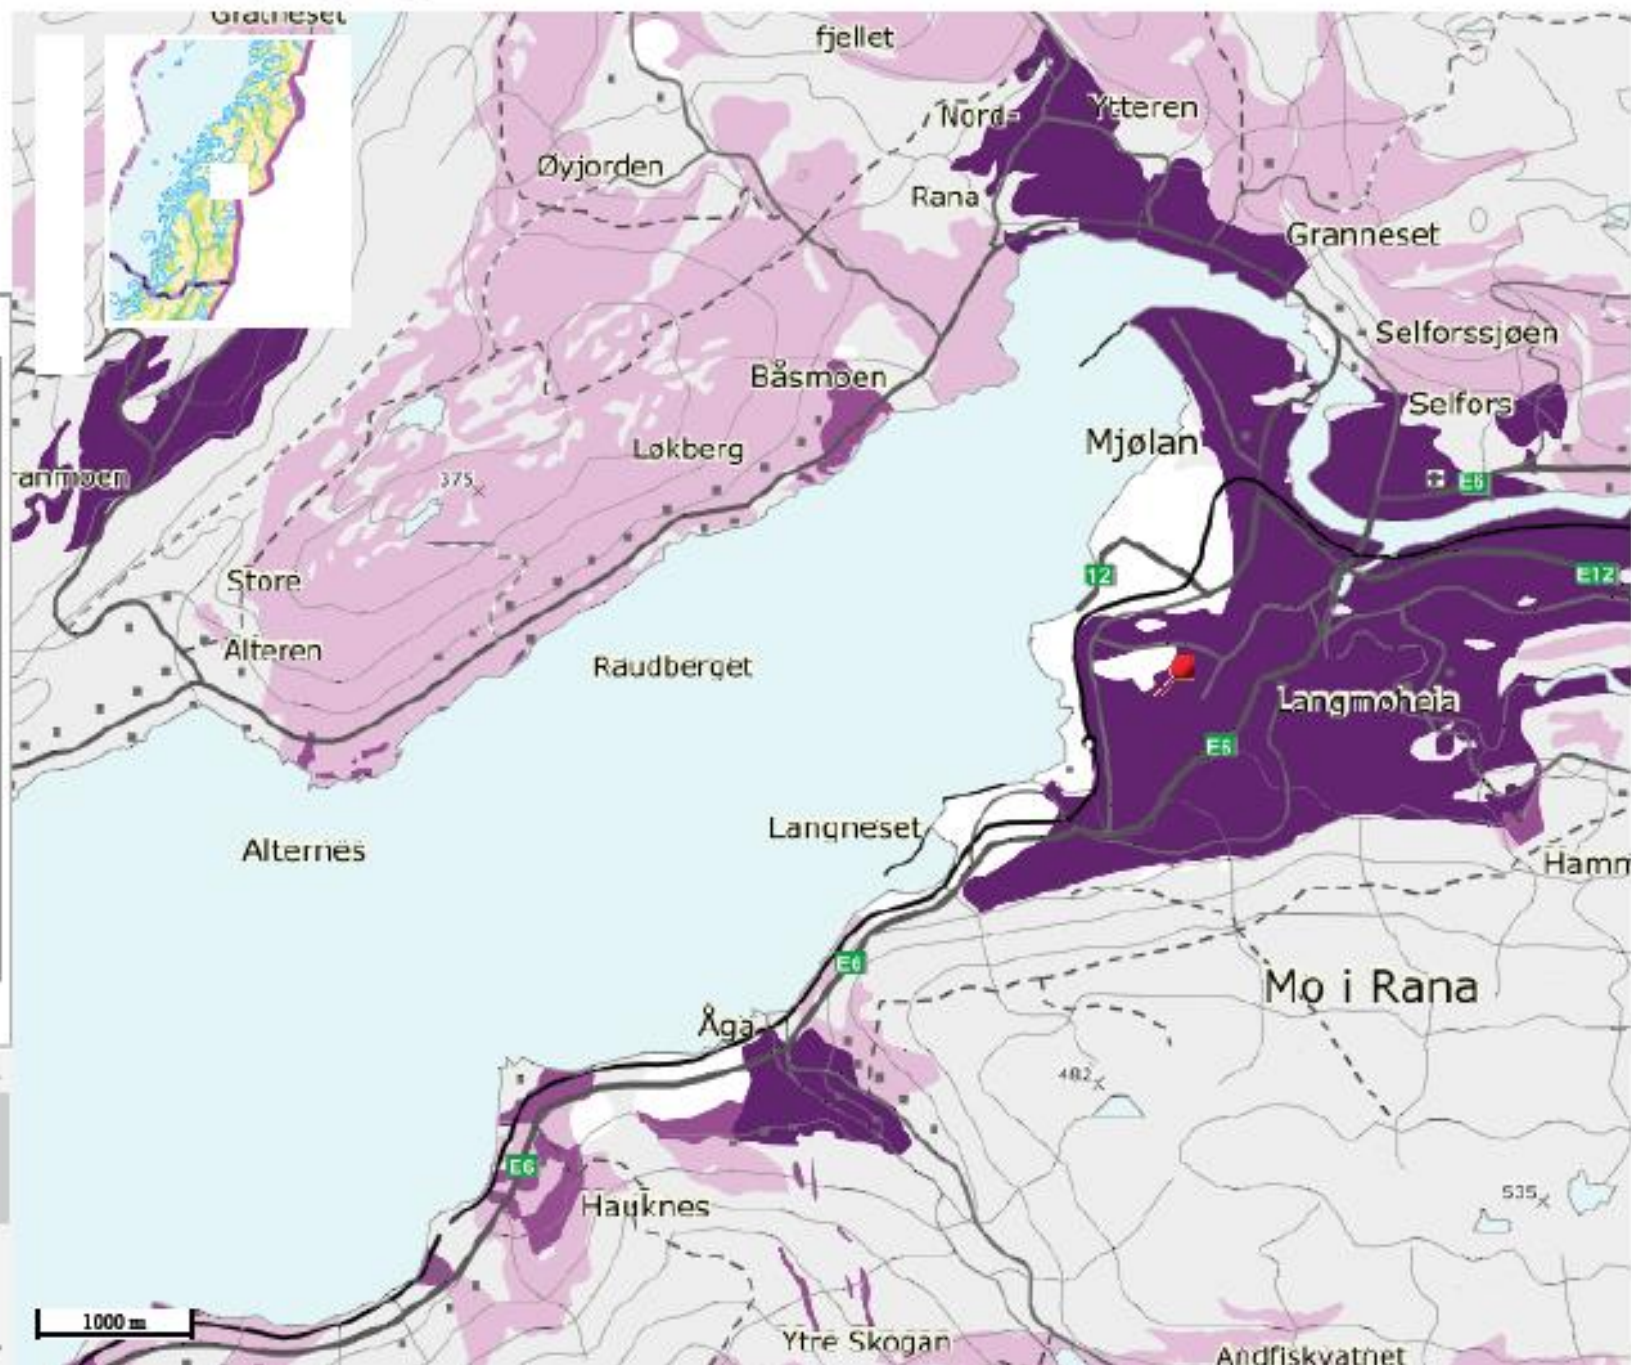 fjellet
Nord-
Ytteren
Øyjorden
Rana
Granneset
Selforssjøen
Båsmoen
Selfors
Mjølan
Løkberg
375
E6
12
E12
Store
Alteren
Raudberget
Langmoheia
E6
Langneset
Alternes
Hamm
E6
Mo i Rana
Åga
482
E6
535
Hauknes
1000 m
Ytre Skogan
Andfiskvatnet